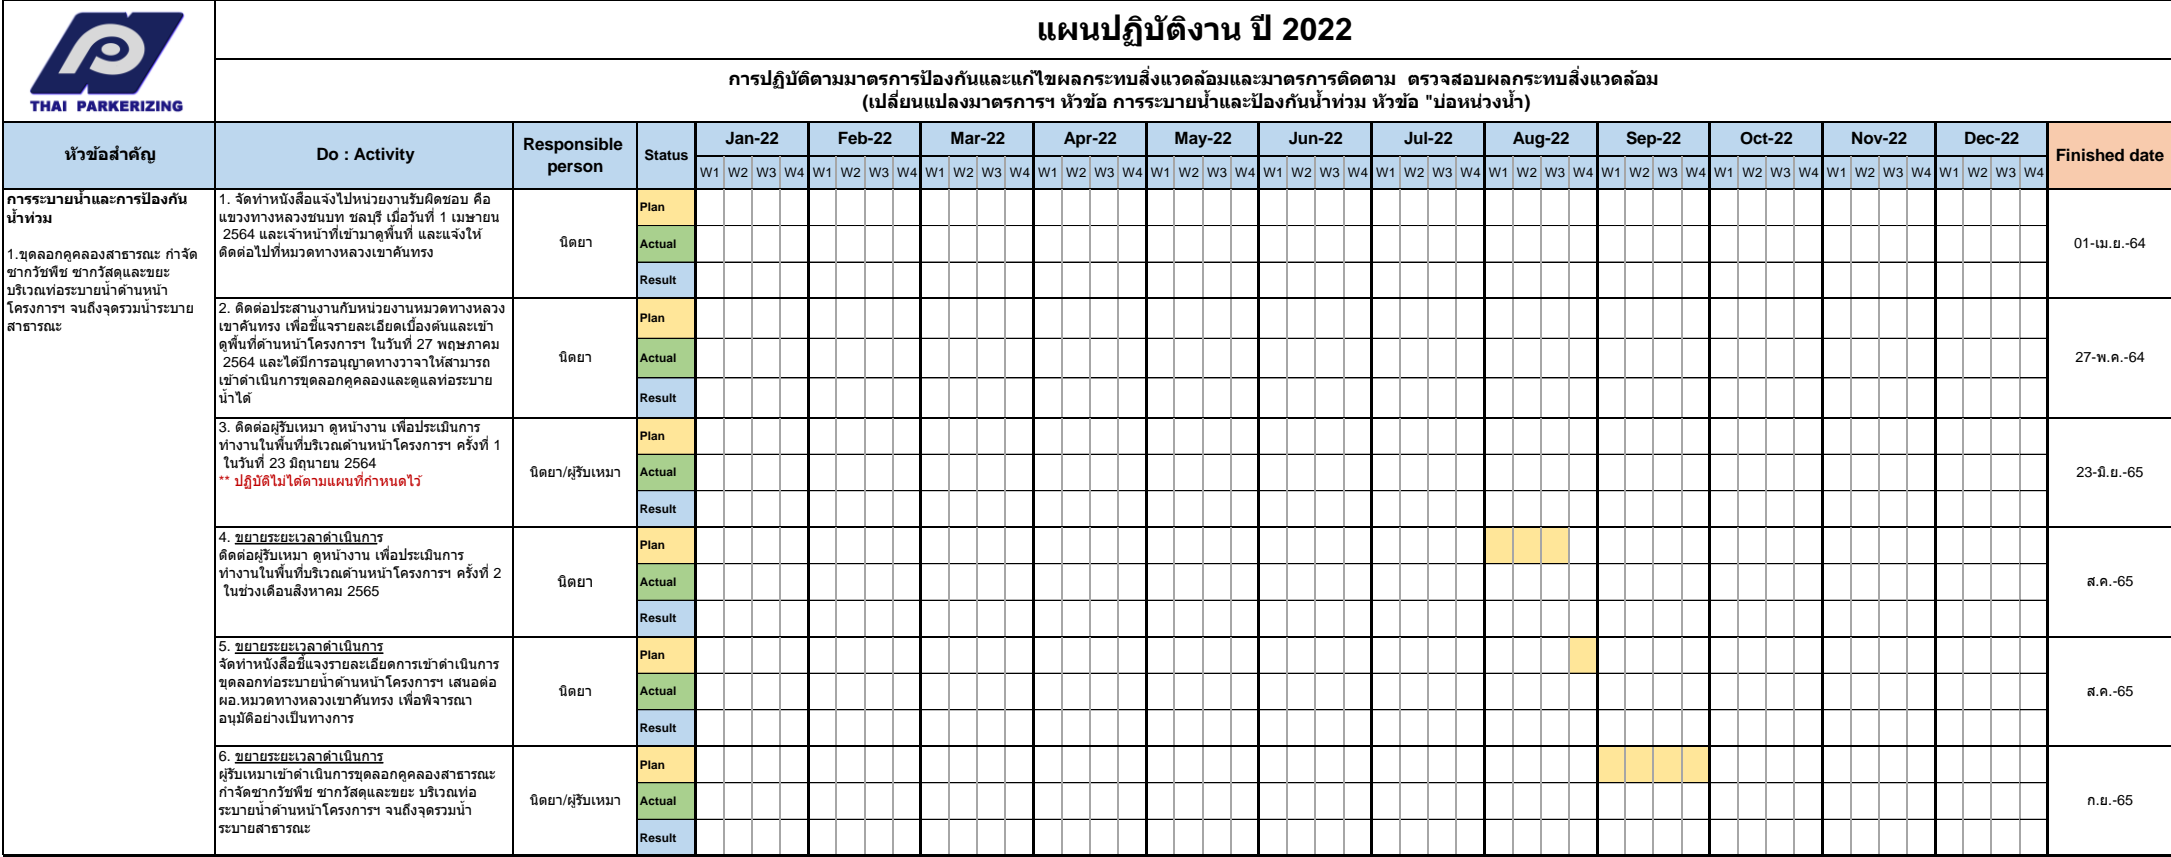 แผนปฏิบัติงาน ปี 2022
THAI PARKERIZING
การปฏิบัติตามมาตรการป้องกันและแก้ไขผลกระทบสิ่งแวดล้อมและมาตรการติดตาม ตรวจสอบผลกระทบสิ่งแวดล้อม
(เปลี่ยนแปลงมาตรการฯ หัวข้อ การระบายน้ำและป้องกันน้ำท่วม หัวข้อ "บ่อหน่วงน้ำ)
หัวข้อสำคัญ Do : Activity Responsible person Status Jan-22 Feb-22 Mar-22 Apr-22 May-22 Jun-22 Jul-22 Aug-22 Sep-22 Oct-22 Nov-22 Dec-22 Finished date
W1 W2 W3 W4 W1 W2 W3 W4 W1 W2 W3 W4 W1 W2 W3 W4 W1 W2 W3 W4 W1 W2 W3 W4 W1 W2 W3 W4 W1 W2 W3 W4 W1 W2 W3 W4 W1 W2 W3 W4 W1 W2 W3 W4 W1 W2 W3 W4
การระบายน้ำและการป้องกัน
น้ำท่วม
1.ขุดลอกคูคลองสาธารณะ กำจัด
ซากวัชพืช ซากวัสดุและขยะ
บริเวณท่อระบายน้ำด้านหน้า
โครงการฯ จนถึงจุดรวมน้ำระบาย
สาธารณะ
1. จัดทำหนังสือแจ้งไปหน่วยงานรับผิดชอบ คือ
แขวงทางหลวงชนบท ชลบุรี เมื่อวันที่ 1 เมษายน
2564 และเจ้าหน้าที่เข้ามาดูพื้นที่ และแจ้งให้
ติดต่อไปที่หมวดทางหลวงเขาคันทรง
นิตยา
Plan
Actual
Result
01-เม.ย.-64
2. ติดต่อประสานงานกับหน่วยงานหมวดทางหลวง
เขาคันทรง เพื่อชี้แจรายละเอียดเบื้องต้นและเข้า
ดูพื้นที่ด้านหน้าโครงการฯ ในวันที่ 27 พฤษภาคม
2564 และได้มีการอนุญาตทางวาจาให้สามารถ
เข้าดำเนินการขุดลอกคูคลองและดูแลท่อระบาย
น้ำได้
นิตยา
Plan
Actual
Result
27-พ.ค.-64
3. ติดต่อผู้รับเหมา ดูหน้างาน เพื่อประเมินการ
ทำงานในพื้นที่บริเวณด้านหน้าโครงการฯ ครั้งที่ 1
ในวันที่ 23 มิถุนายน 2564
** ปฏิบัติไม่ได้ตามแผนที่กำหนดไว้
นิตยา/ผู้รับเหมา
Plan
Actual
Result
23-มิ.ย.-65
4. ขยายระยะเวลาดำเนินการ
ติดต่อผู้รับเหมา ดูหน้างาน เพื่อประเมินการ
ทำงานในพื้นที่บริเวณด้านหน้าโครงการฯ ครั้งที่ 2
ในช่วงเดือนสิงหาคม 2565
นิตยา
Plan
Actual
Result
ส.ค.-65
5. ขยายระยะเวลาดำเนินการ
จัดทำหนังสือชี้แจงรายละเอียดการเข้าดำเนินการ
ขุดลอกท่อระบายน้ำด้านหน้าโครงการฯ เสนอต่อ
ผอ.หมวดทางหลวงเขาคันทรง เพื่อพิจารณา
อนุมัติอย่างเป็นทางการ
นิตยา
Plan
Actual
Result
ส.ค.-65
6. ขยายระยะเวลาดำเนินการ
ผู้รับเหมาเข้าดำเนินการขุดลอกคูคลองสาธารณะ
กำจัดซากวัชพืช ซากวัสดุและขยะ บริเวณท่อ
ระบายน้ำด้านหน้าโครงการฯ จนถึงจุดรวมน้ำ
ระบายสาธารณะ
นิตยา/ผู้รับเหมา
Plan
Actual
Result
ก.ย.-65